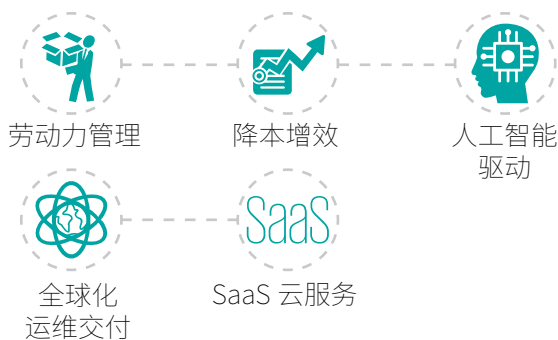 劳动力管理
降本增效
人工智能
驱动
SaaS
全球化
运维交付
SaaS 云服务